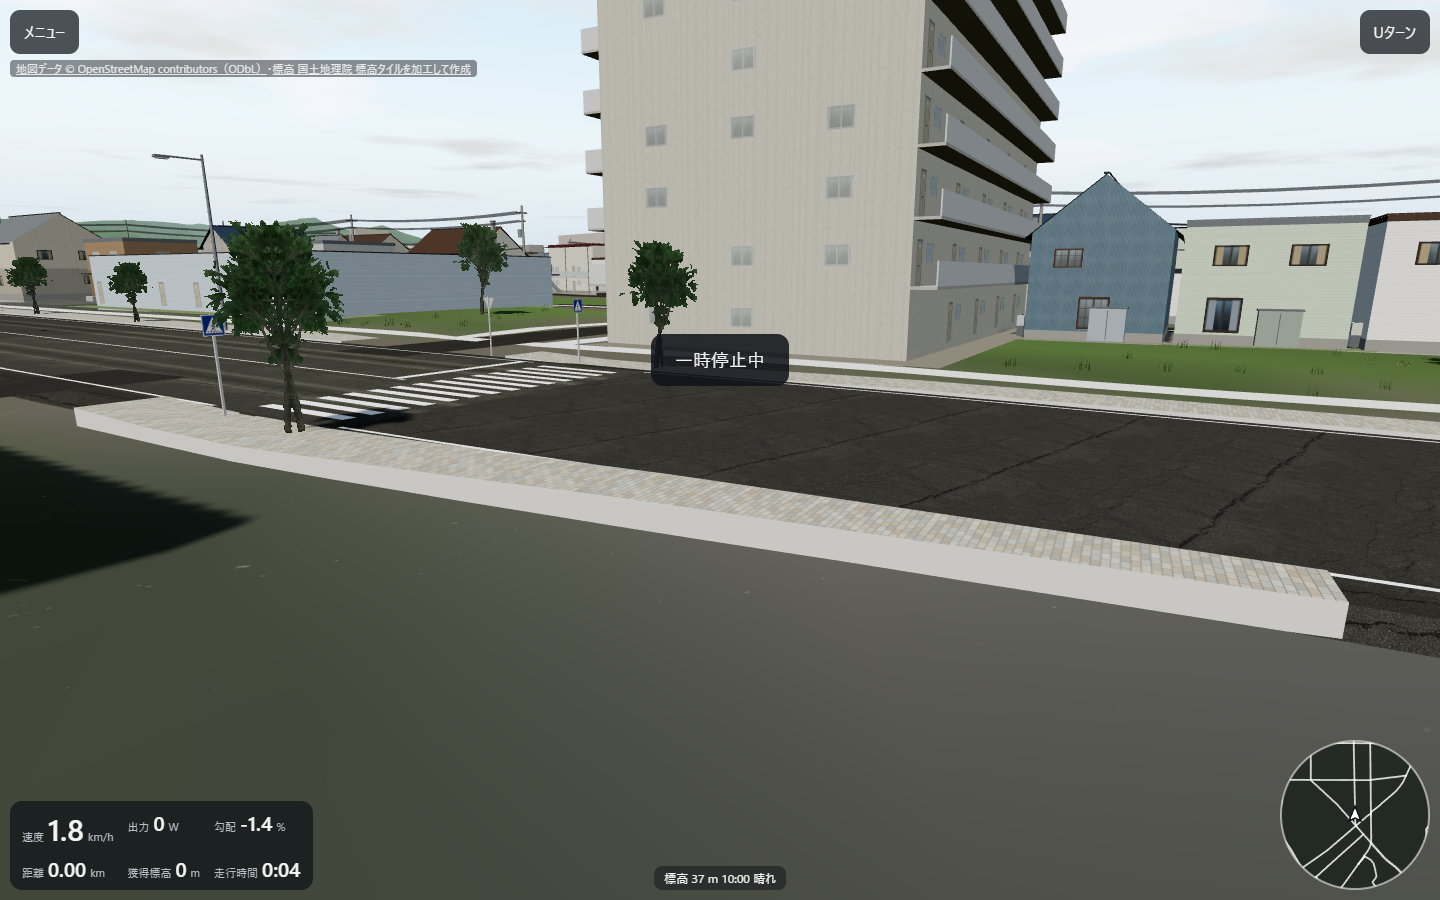 メニュー
Uターン
地図データ © OpenStreetMap contributors（ODbL）・標高 国土地理院 標高タイルを加工して作成
一時停止中
速度 1.8 km/h 出力 0 W 勾配 -1.4 %
距離 0.00 km 獲得標高 0 m 走行時間 0:04
標高 37 m 10:00 晴れ